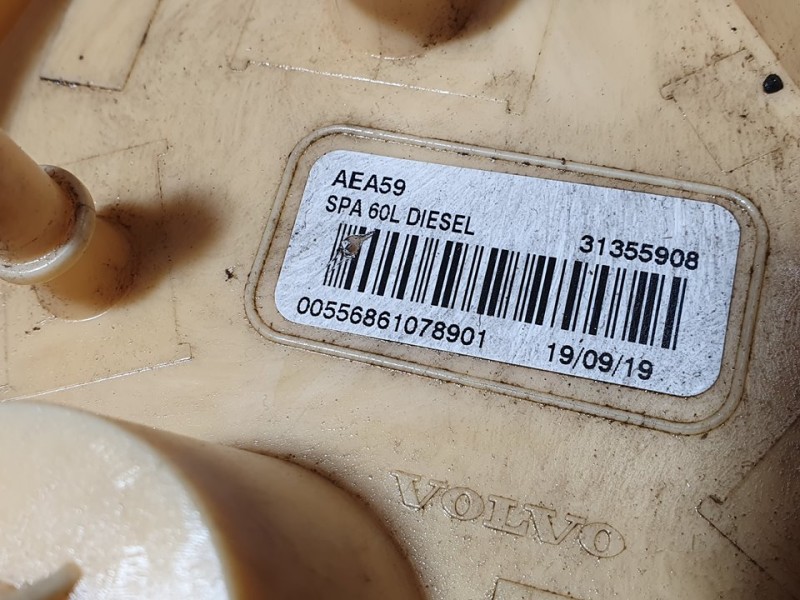 AEA59
SPA 60L DIESEL
31355908
00556861078901
19/09/19
VOLVO